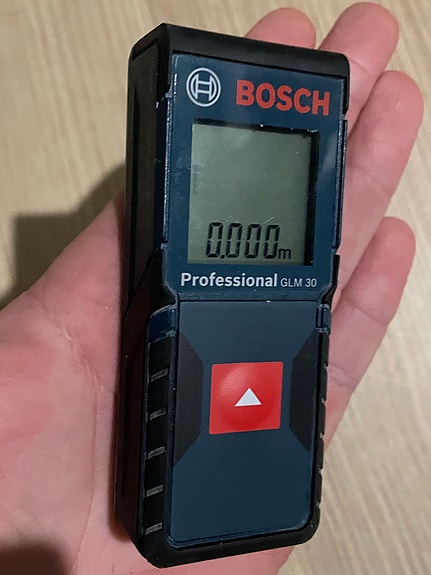 BOSCH
0.000m
Professional GLM 30